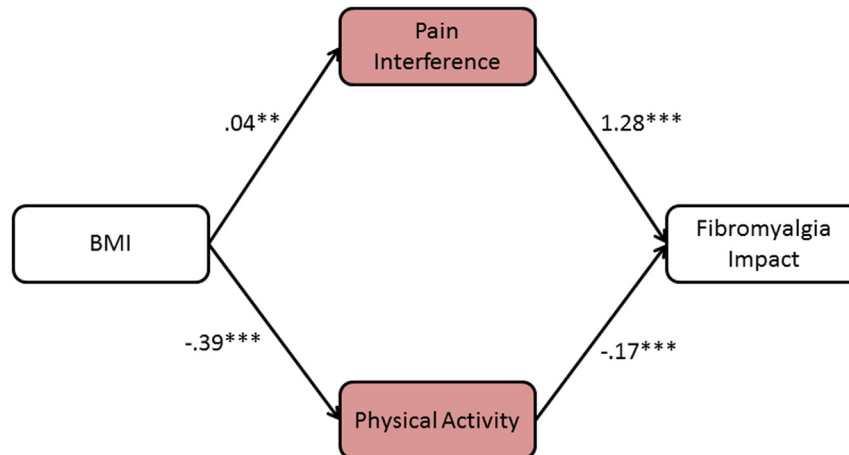 Pain
Interference
.04**
1.28***
BMI
Fibromyalgia
Impact
-.39***
-.17***
Physical Activity